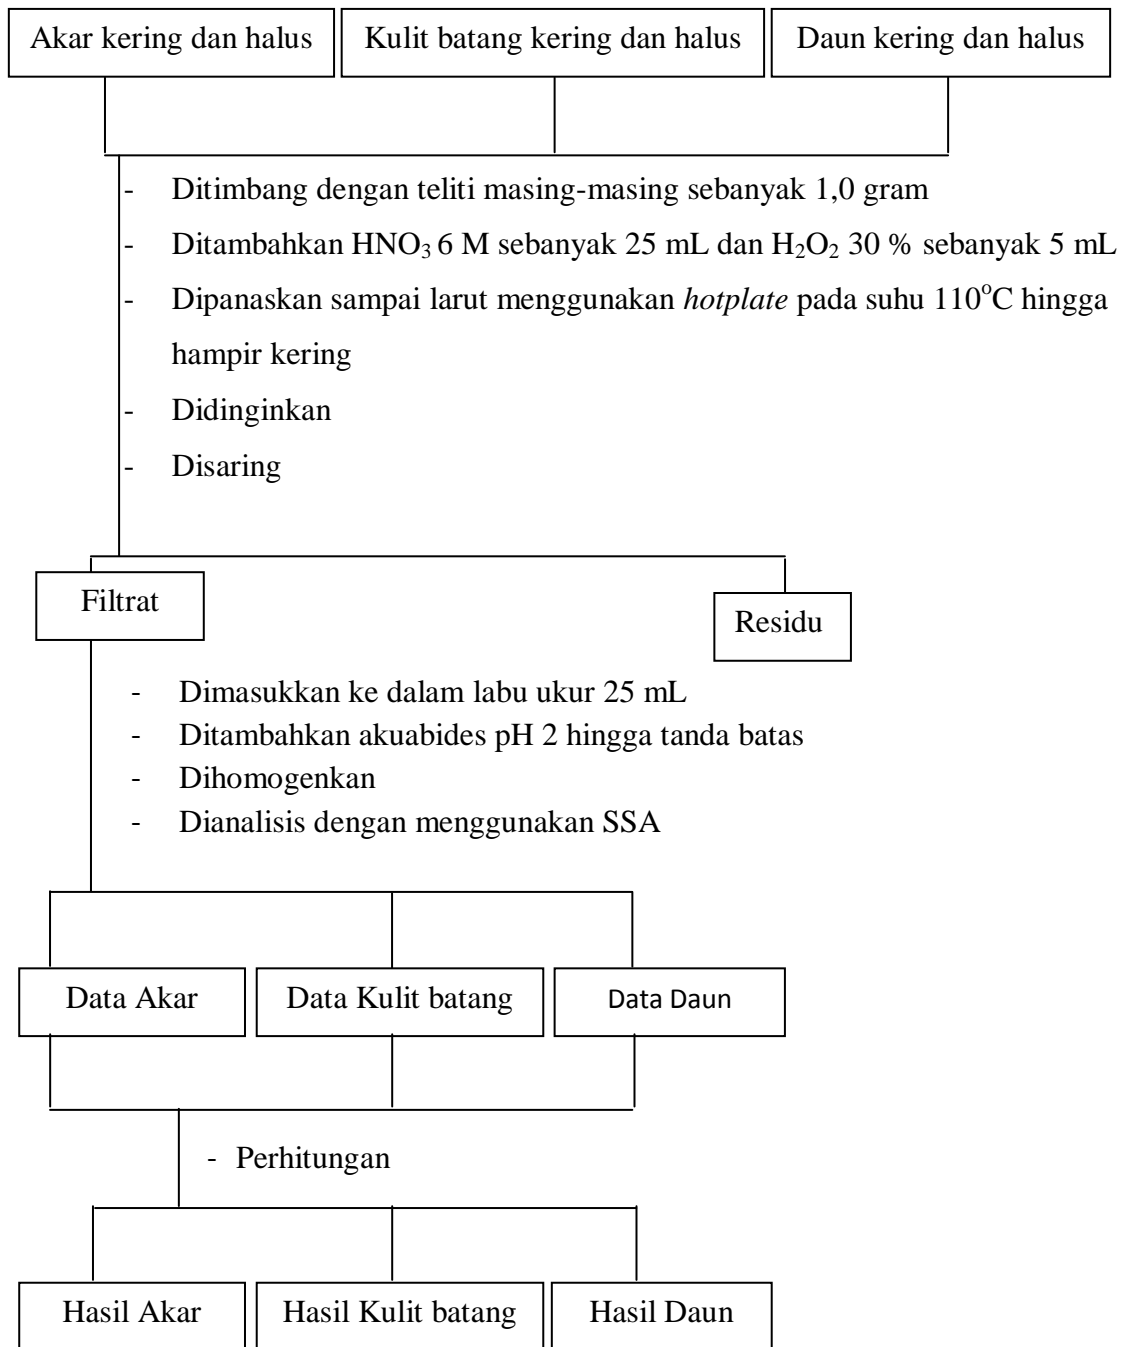 Akar kering dan halus
Kulit batang kering dan halus
Daun kering dan halus
- Ditimbang dengan teliti masing-masing sebanyak 1,0 gram
- Ditambahkan HNO₃ 6 M sebanyak 25 mL dan H₂O₂ 30 % sebanyak 5 mL
- Dipanaskan sampai larut menggunakan hotplate pada suhu 110°C hingga
hampir kering
- Didinginkan
- Disaring
Filtrat
Residu
- Dimasukkan ke dalam labu ukur 25 mL
- Ditambahkan akuabides pH 2 hingga tanda batas
- Dihomogenkan
- Dianalisis dengan menggunakan SSA
Data Akar
Data Kulit batang
Data Daun
- Perhitungan
Hasil Akar
Hasil Kulit batang
Hasil Daun